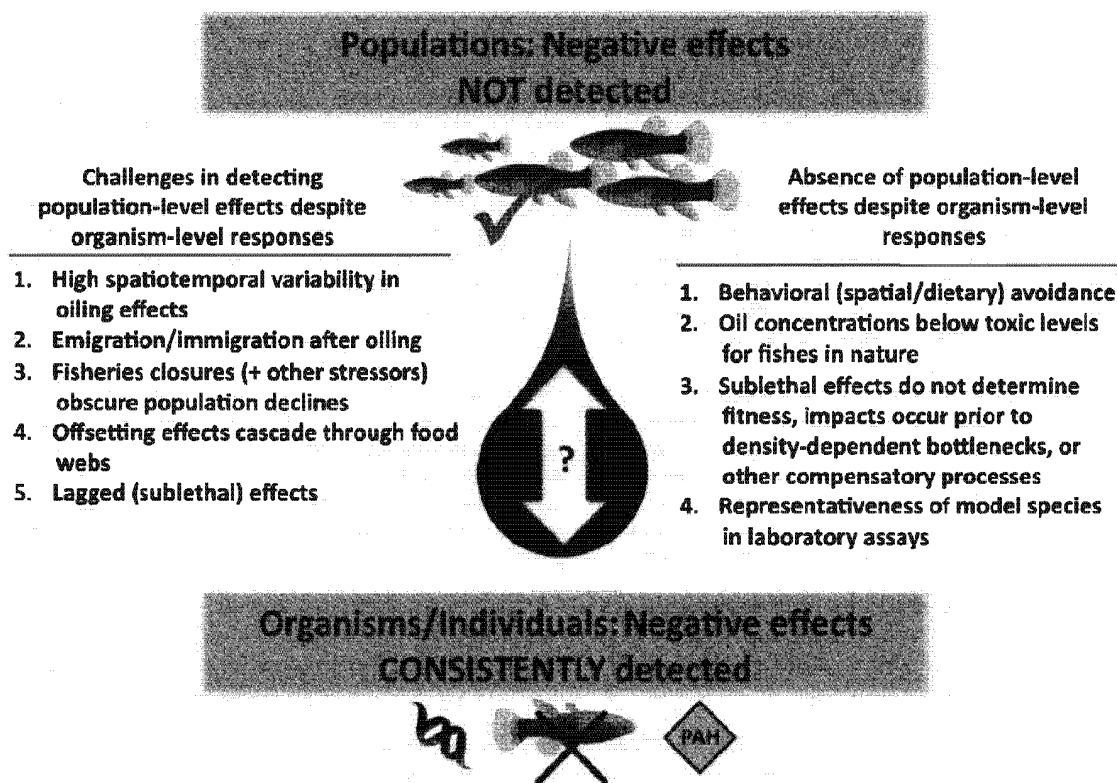 Populations: Negative effects
NOT detected
Challenges in detecting
population-level effects despite
organism-level responses
1. High spatiotemporal variability in
oiling effects
2. Emigration/immigration after oiling
3. Fisheries closures (+ other stressors)
obscure population declines
4. Offsetting effects cascade through food
webs
5. Lagged (sublethal) effects
Absence of population-level
effects despite organism-level
responses
1. Behavioral (spatial/dietary) avoidance
2. Oil concentrations below toxic levels
for fishes in nature
3. Sublethal effects do not determine
fitness, impacts occur prior to
density-dependent bottlenecks, or
other compensatory processes
4. Representativeness of model species
in laboratory assays
?
Organisms/Individuals: Negative effects
CONSISTENTLY detected
PAH